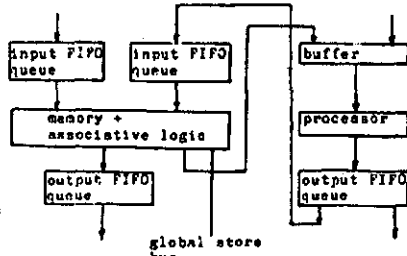 input FIFO
queue
input FIFO
queue
buffer
memory +
associative logic
processor
output FIFO
queue
output FIFO
queue
global store
bus